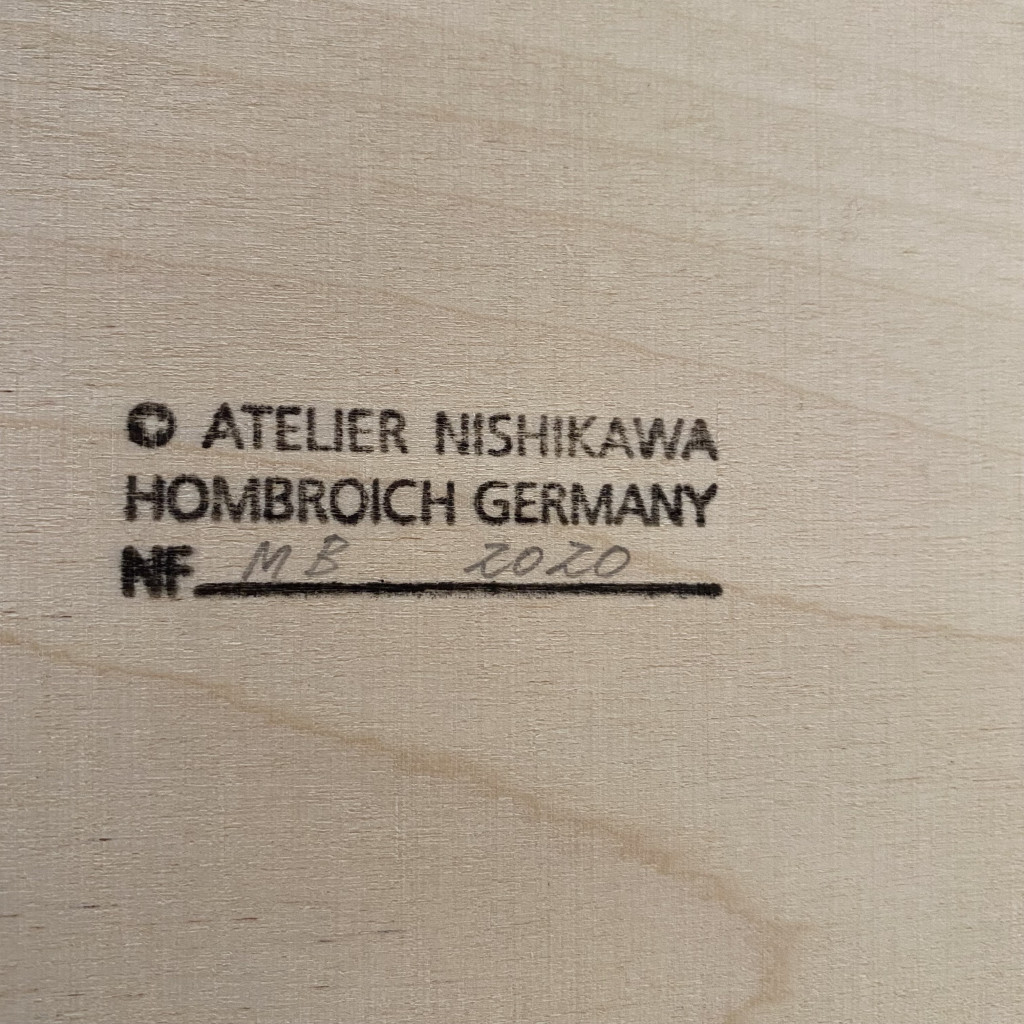 © ATELIER NISHIKAWA
HOMBROICH GERMANY
NF MB 2020